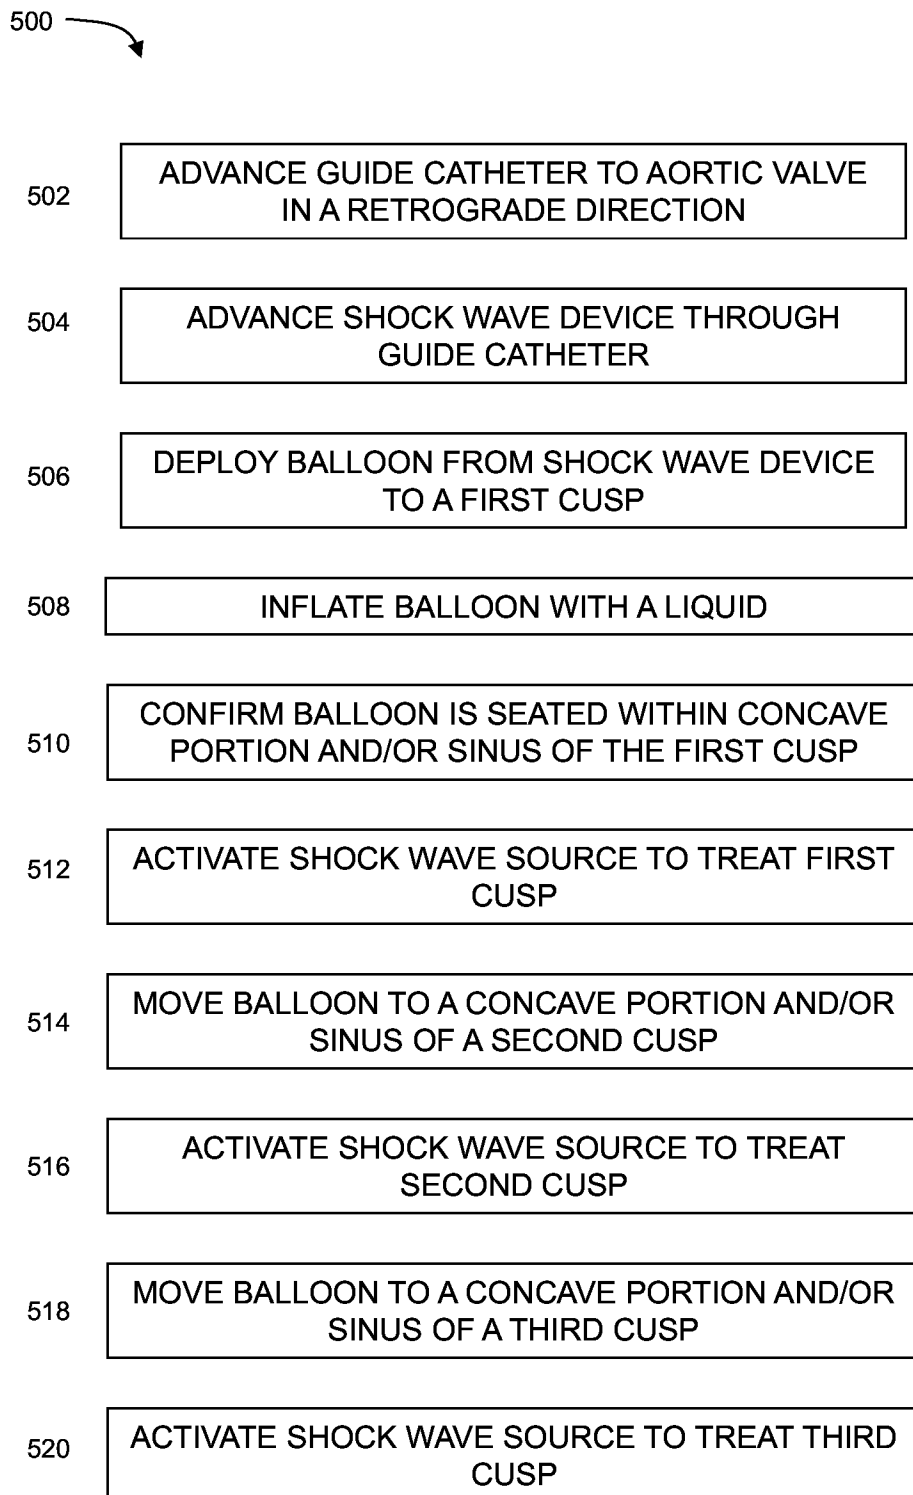 500
502
ADVANCE GUIDE CATHETER TO AORTIC VALVE
IN A RETROGRADE DIRECTION
504
ADVANCE SHOCK WAVE DEVICE THROUGH
GUIDE CATHETER
506
DEPLOY BALLOON FROM SHOCK WAVE DEVICE
TO A FIRST CUSP
508
INFLATE BALLOON WITH A LIQUID
510
CONFIRM BALLOON IS SEATED WITHIN CONCAVE
PORTION AND/OR SINUS OF THE FIRST CUSP
512
ACTIVATE SHOCK WAVE SOURCE TO TREAT FIRST
CUSP
514
MOVE BALLOON TO A CONCAVE PORTION AND/OR
SINUS OF A SECOND CUSP
516
ACTIVATE SHOCK WAVE SOURCE TO TREAT
SECOND CUSP
518
MOVE BALLOON TO A CONCAVE PORTION AND/OR
SINUS OF A THIRD CUSP
520
ACTIVATE SHOCK WAVE SOURCE TO TREAT THIRD
CUSP